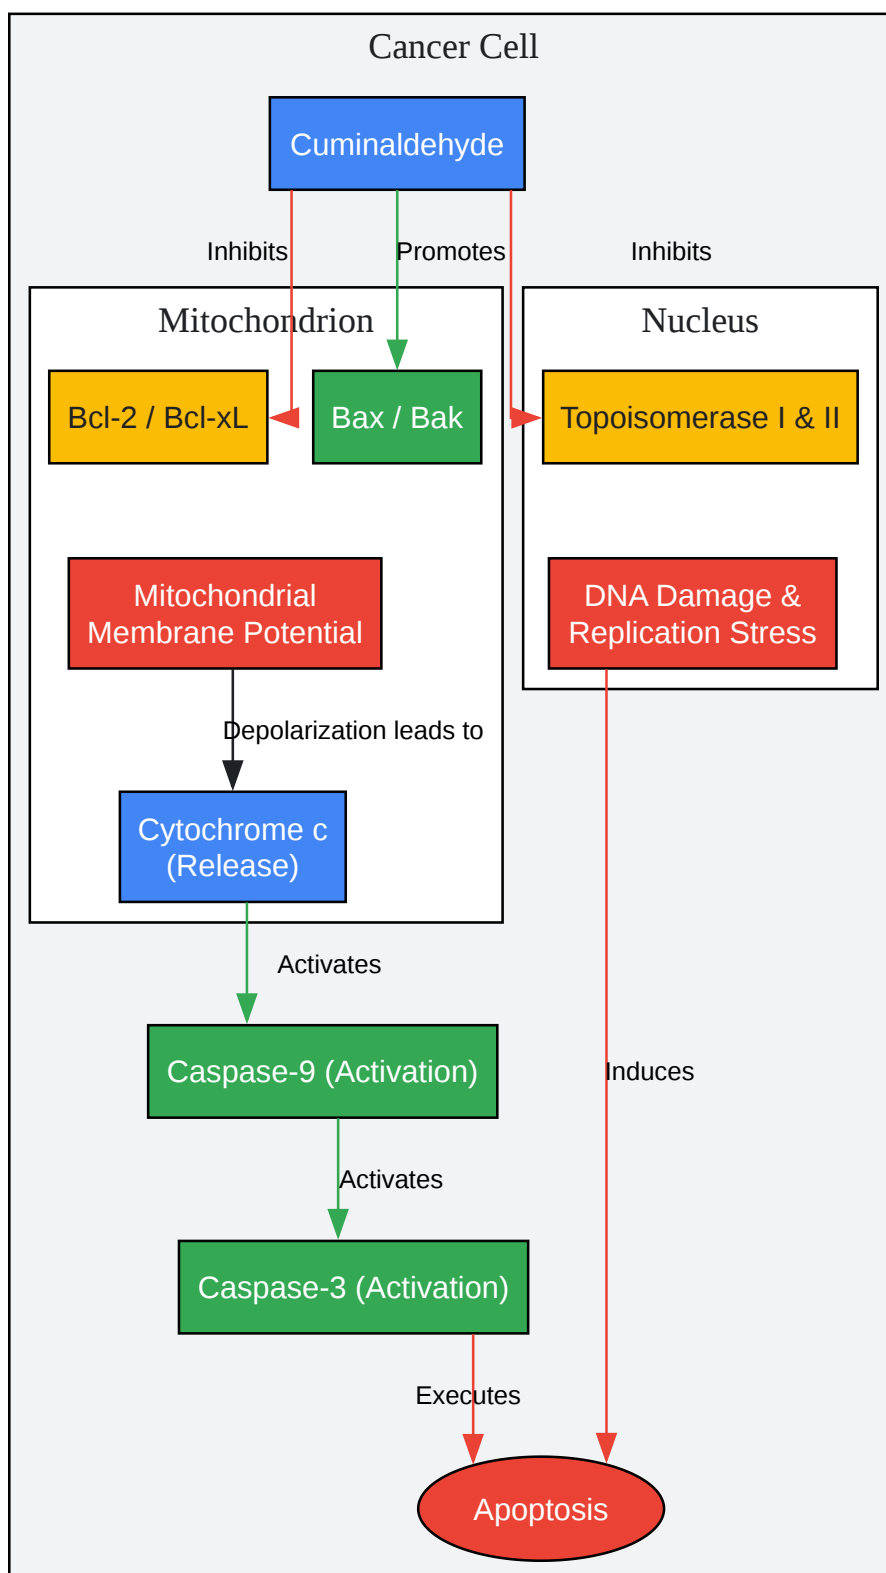 Cancer Cell
Cuminaldehyde
Inhibits
Promotes
Inhibits
Mitochondrion
Nucleus
Bcl-2 / Bcl-xL
Bax / Bak
Topoisomerase I & II
Mitochondrial
Membrane Potential
DNA Damage &
Replication Stress
Depolarization leads to
Cytochrome c
(Release)
Activates
Caspase-9 (Activation)
Induces
Activates
Caspase-3 (Activation)
Executes
Apoptosis